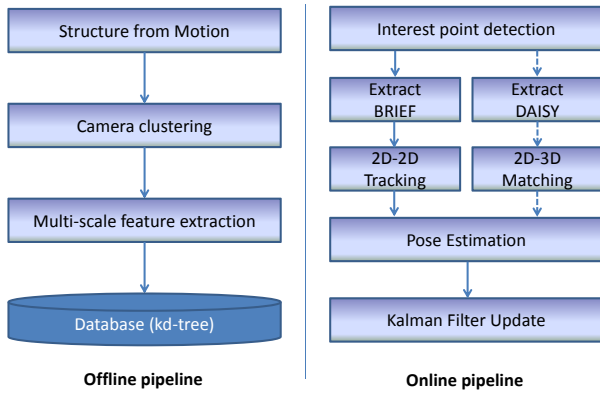 Structure from Motion
Camera clustering
Multi-scale feature extraction
Database (kd-tree)
Offline pipeline
Interest point detection
Extract
BRIEF
Extract
DAISY
2D-2D
Tracking
2D-3D
Matching
Pose Estimation
Kalman Filter Update
Online pipeline